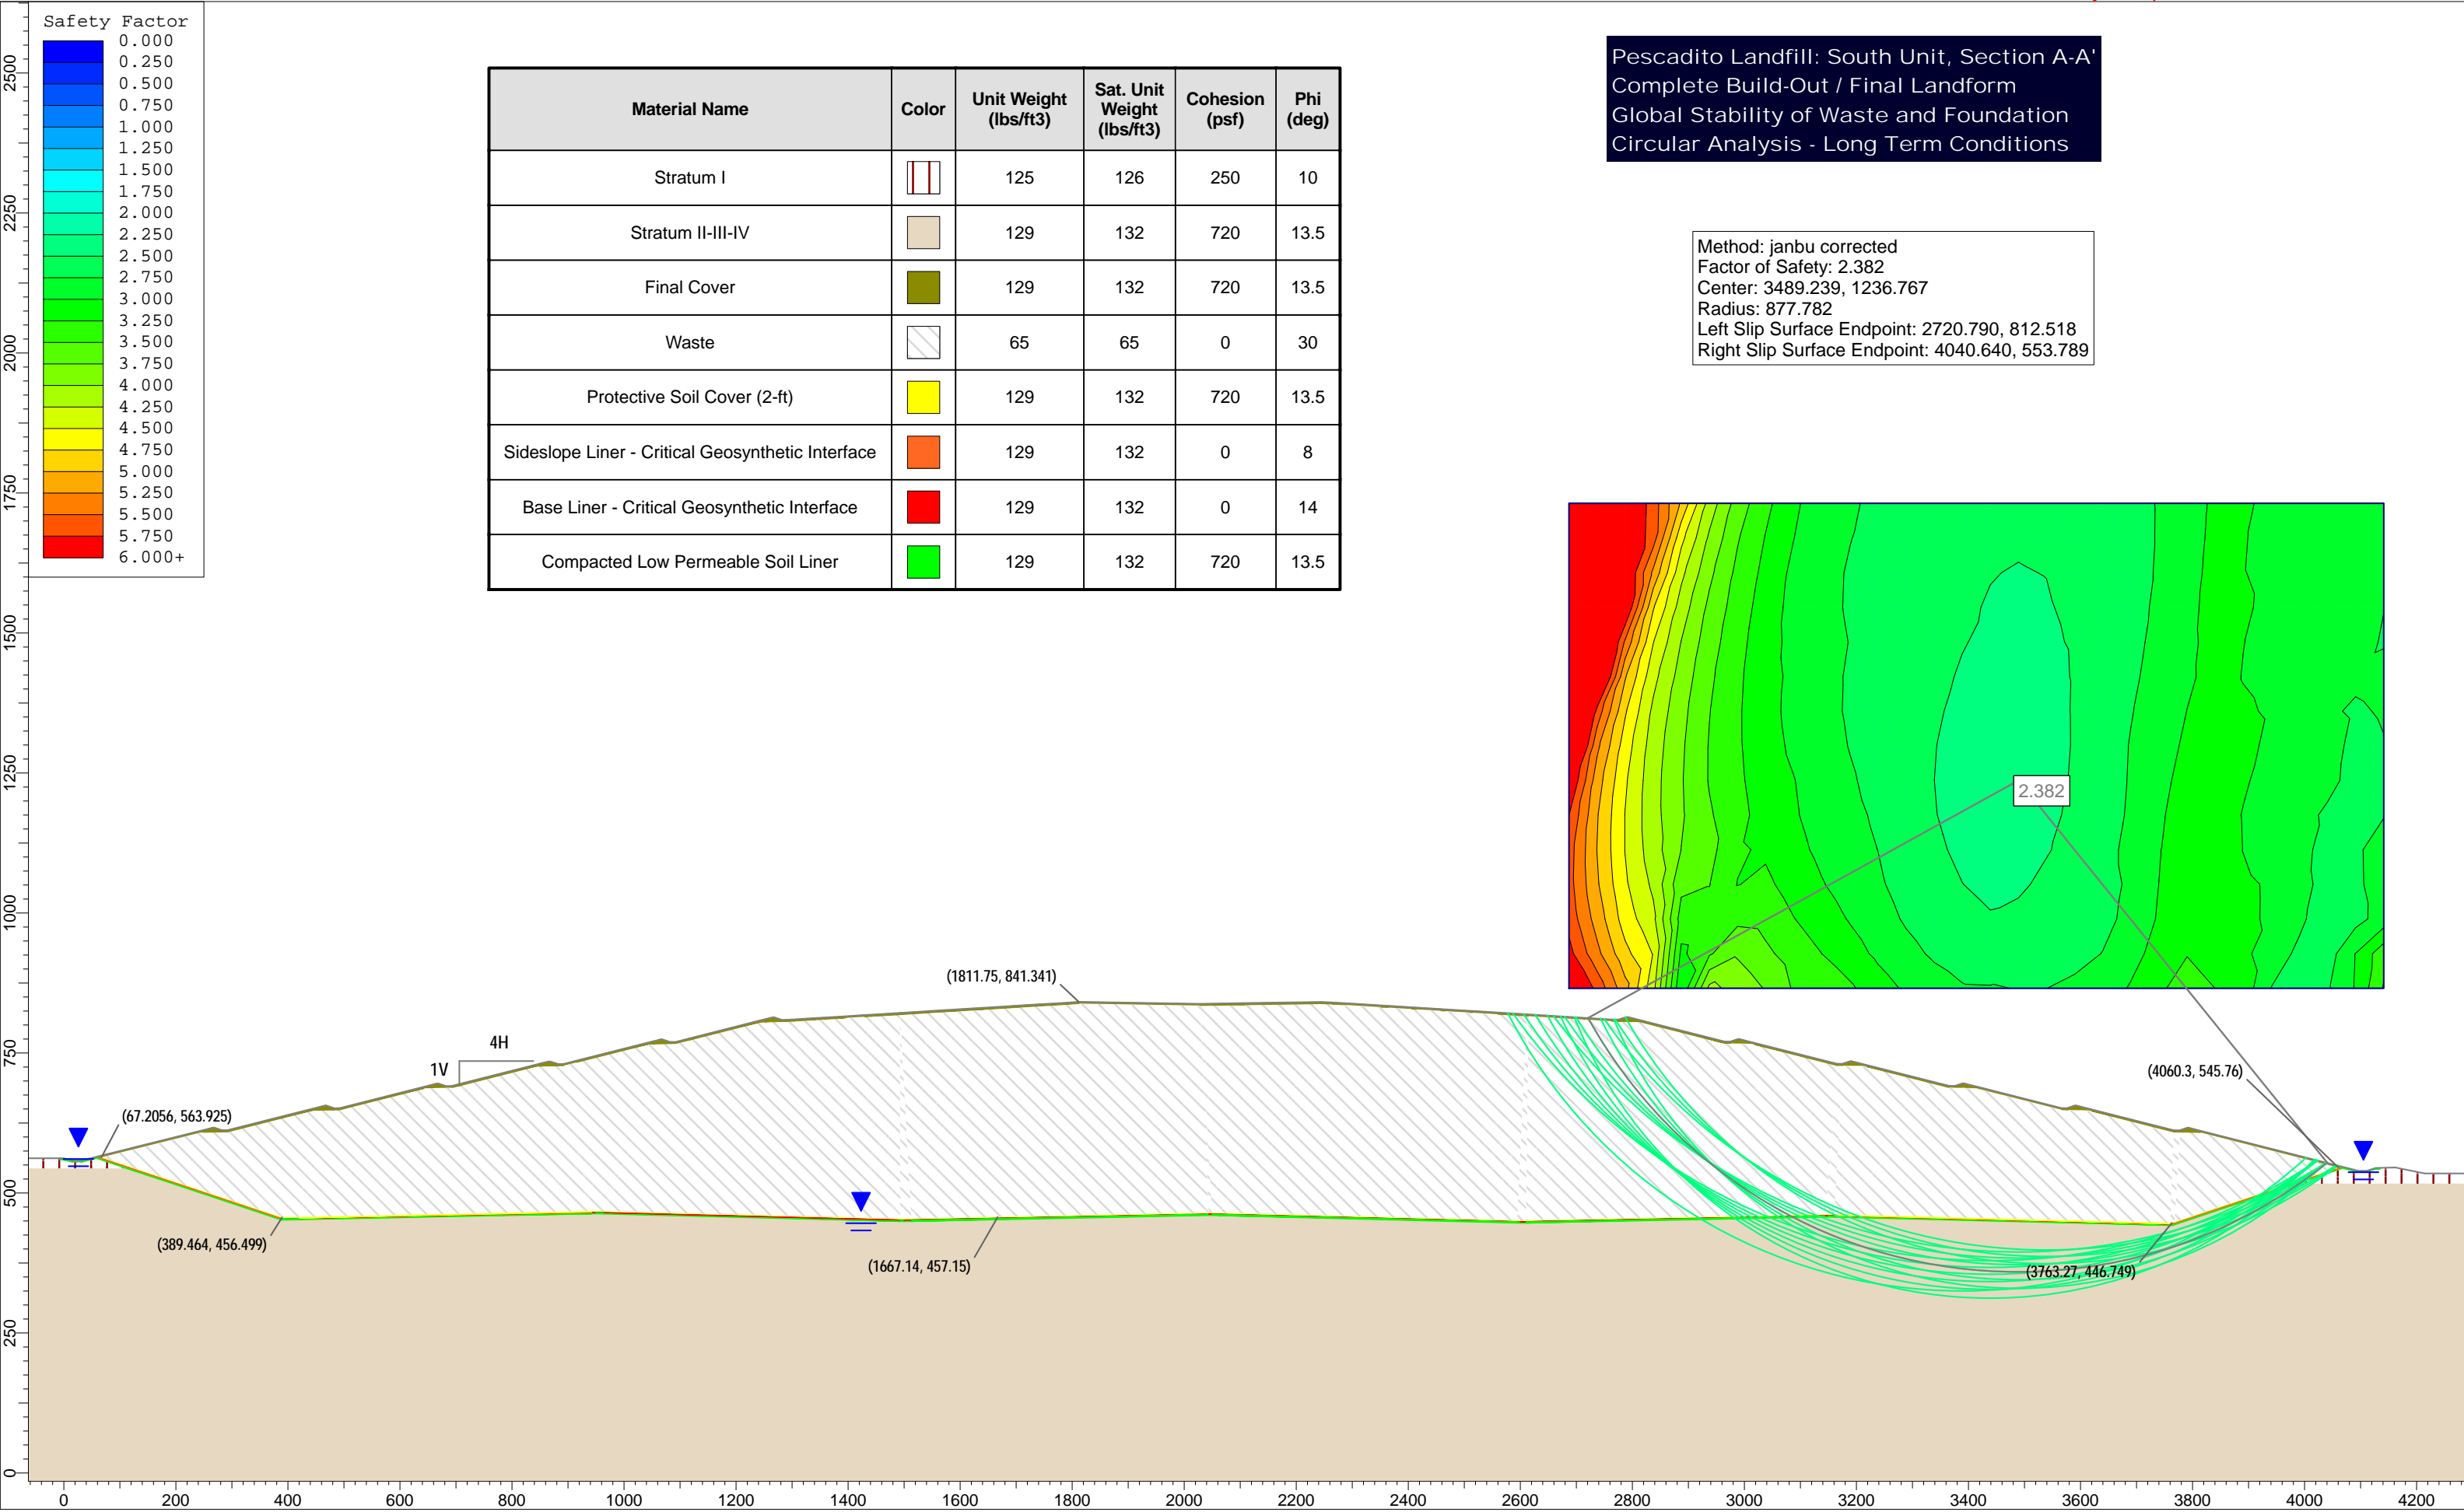 Safety Factor
0.000
0.250
0.500
0.750
1.000
1.250
1.500
1.750
2.000
2.250
2.500
2.750
3.000
3.250
3.500
3.750
4.000
4.250
4.500
4.750
5.000
5.250
5.500
5.750
6.000+
Material Name Color Unit Weight (lbs/ft3) Sat. Unit Weight (lbs/ft3) Cohesion (psf) Phi (deg)
Stratum I 125 126 250 10
Stratum II-III-IV 129 132 720 13.5
Final Cover 129 132 720 13.5
Waste 65 65 0 30
Protective Soil Cover (2-ft) 129 132 720 13.5
Sideslope Liner - Critical Geosynthetic Interface 129 132 0 8
Base Liner - Critical Geosynthetic Interface 129 132 0 14
Compacted Low Permeable Soil Liner 129 132 720 13.5
Pescadito Landfill: South Unit, Section A-A'
Complete Build-Out / Final Landform
Global Stability of Waste and Foundation
Circular Analysis - Long Term Conditions
Method: janbu corrected
Factor of Safety: 2.382
Center: 3489.239, 1236.767
Radius: 877.782
Left Slip Surface Endpoint: 2720.790, 812.518
Right Slip Surface Endpoint: 4040.640, 553.789
2.382
(1811.75, 841.341)
4H
1V
(4060.3, 545.76)
(67.2056, 563.925)
(389.464, 456.499)
(1667.14, 457.15)
(3763.27, 446.749)
2500
2250
2000
1750
1500
1250
1000
750
500
250
0
0 200 400 600 800 1000 1200 1400 1600 1800 2000 2200 2400 2600 2800 3000 3200 3400 3600 3800 4000 4200